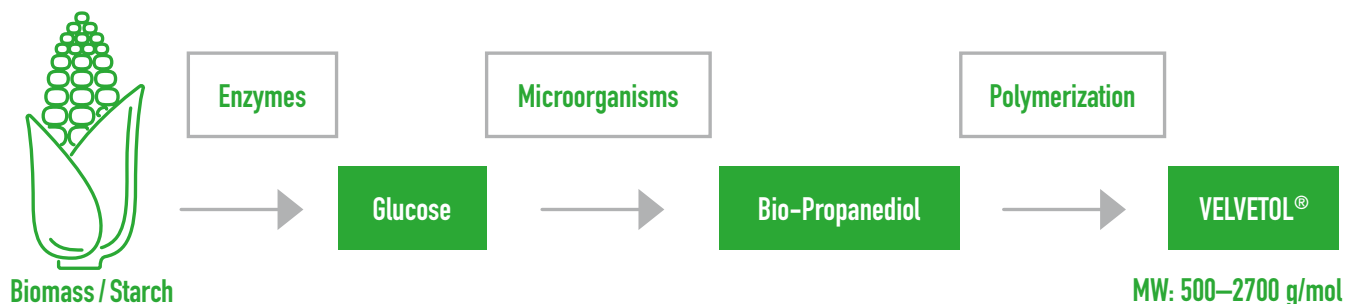 Enzymes
Microorganisms
Polymerization
Glucose
Bio-Propanediol
VELVETOL®
Biomass / Starch
MW: 500–2700 g/mol